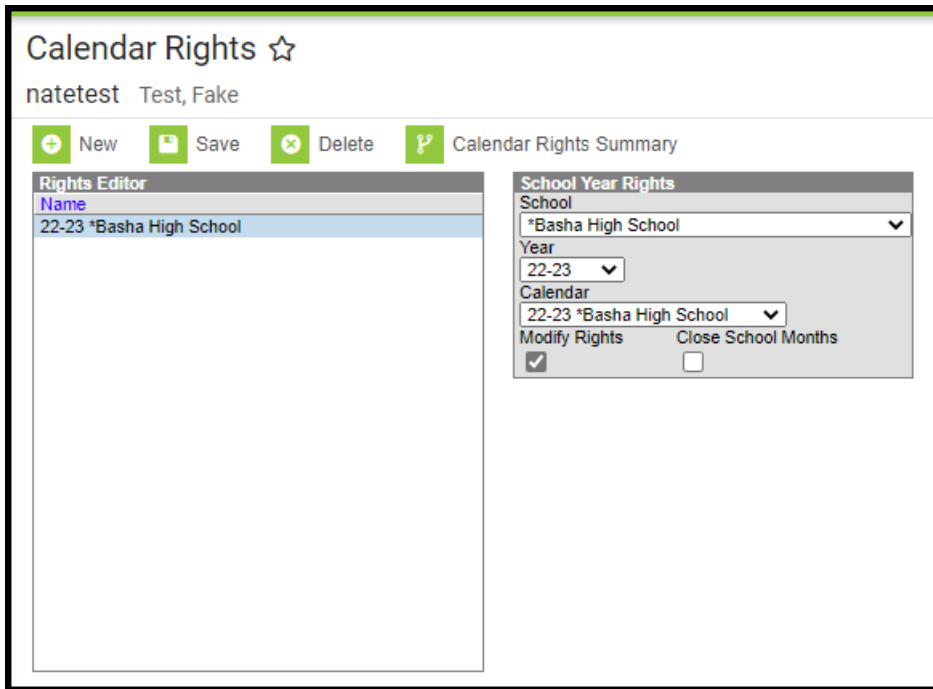 Calendar Rights
natetest Test, Fake
New Save Delete Calendar Rights Summary
Rights Editor
Name
22-23 *Basha High School
School Year Rights
School
*Basha High School
Year
22-23
Calendar
22-23 *Basha High School
Modify Rights Close School Months